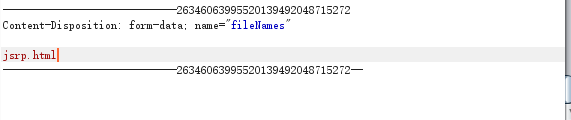 -----------------------------26346063995520139492048715272
Content-Disposition: form-data; name="fileNames"
jsrp.html
-----------------------------26346063995520139492048715272--